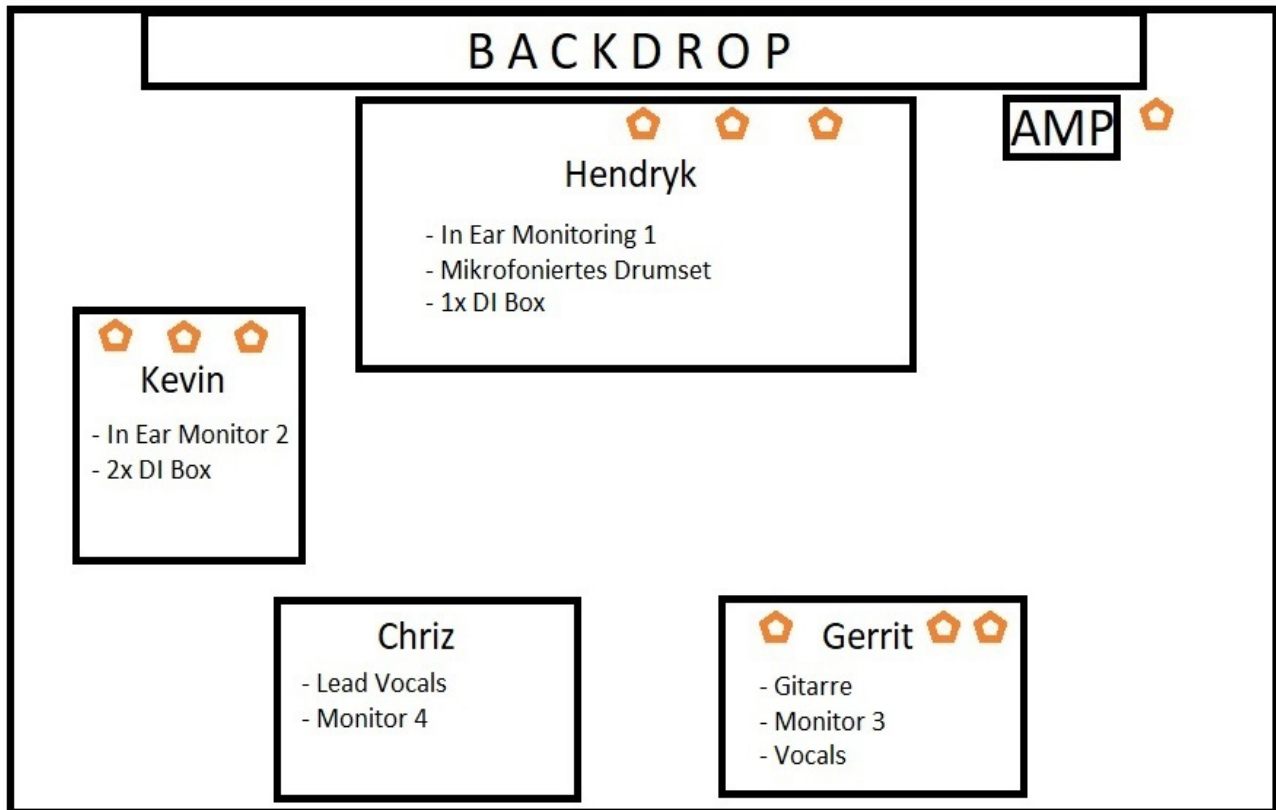 BACKDROP
AMP
Hendryk
- In Ear Monitoring 1
- Mikrofoniertes Drumset
- 1x DI Box
Kevin
- In Ear Monitor 2
- 2x DI Box
Chriz
- Lead Vocals
- Monitor 4
Gerrit
- Gitarre
- Monitor 3
- Vocals